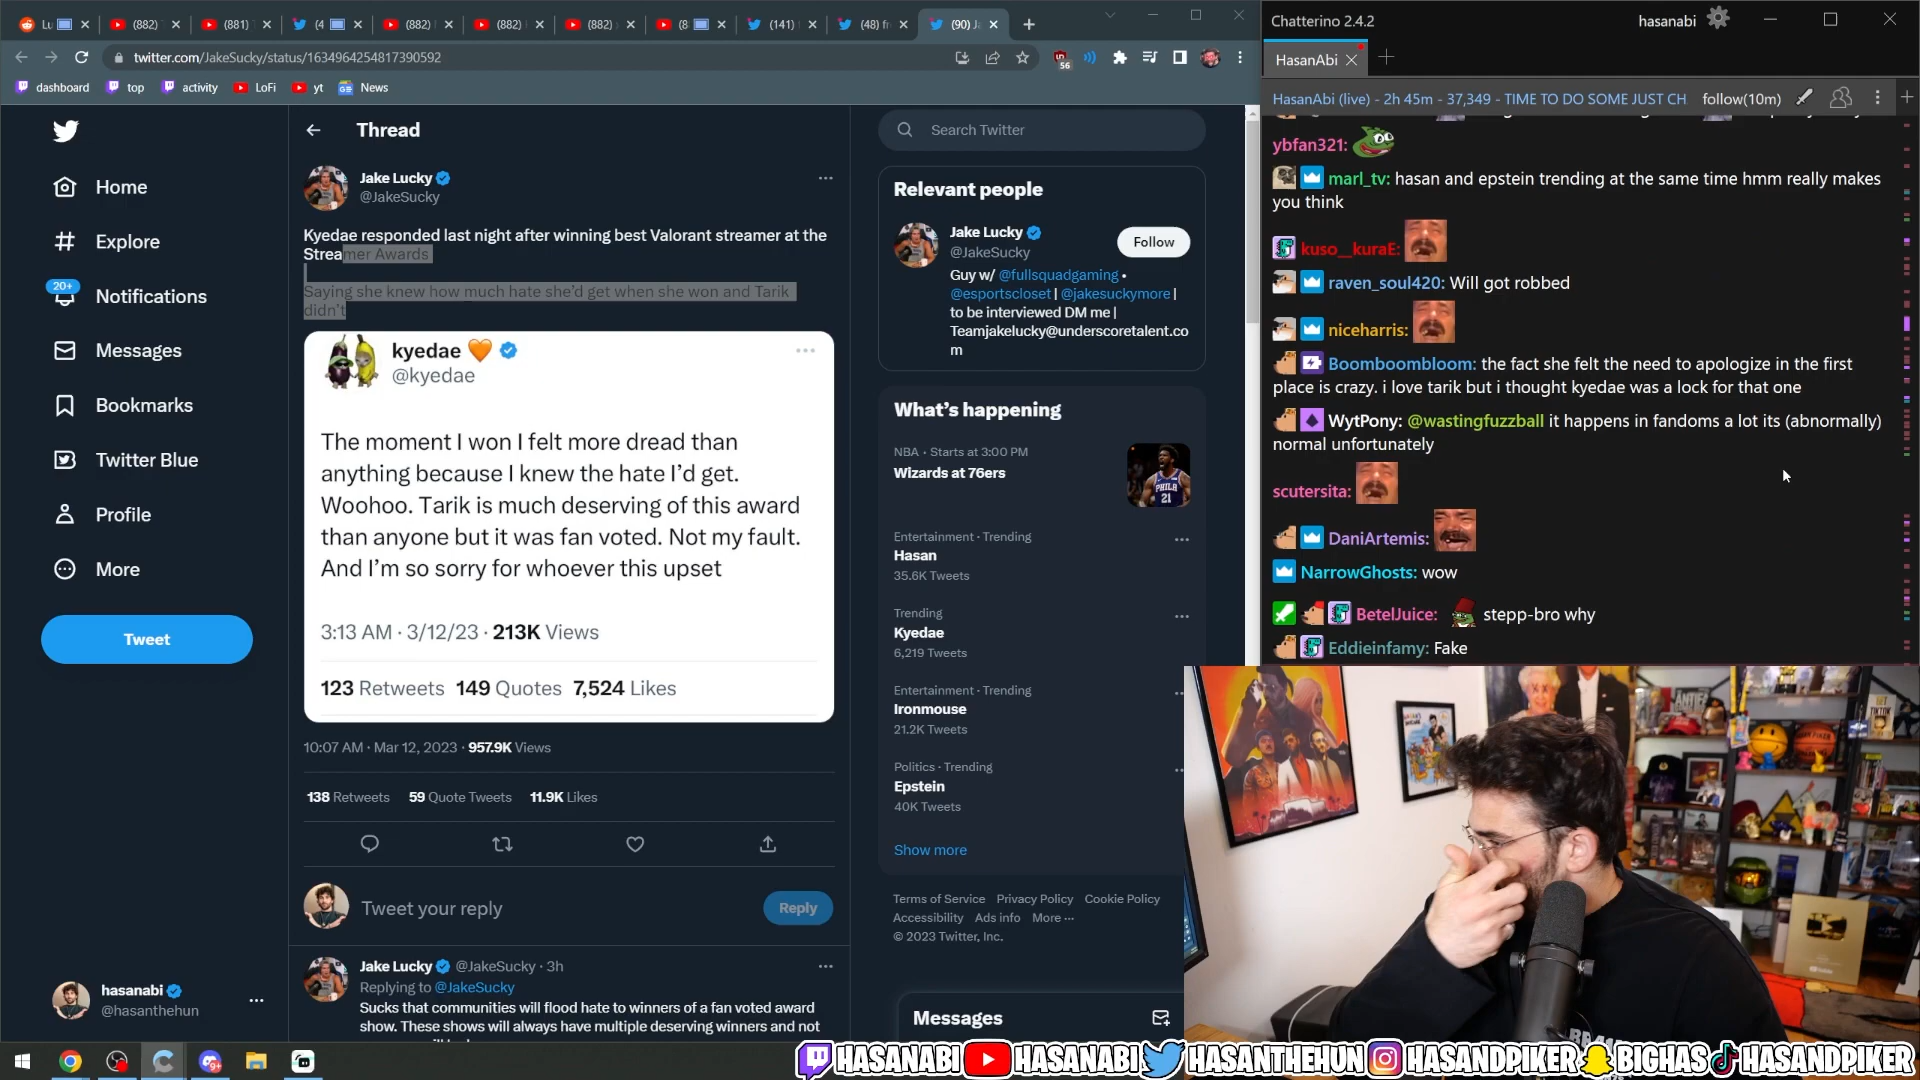 Lu
(882)
(881)
(4
(882)
(882)
(882)
(8
(141)
(48) fr
(90) J
twitter.com/JakeSucky/status/1634964254817390592
56
dashboard
top
activity
LoFi
yt
News
Home
Explore
20+
Notifications
Messages
Bookmarks
Twitter Blue
Profile
More
Tweet
hasanabi
@hasanthehun
Thread
Jake Lucky
@JakeSucky
Kyedae responded last night after winning best Valorant streamer at the
Streamer Awards
Saying she knew how much hate she'd get when she won and Tarik
didn't
kyedae
@kyedae
The moment I won I felt more dread than
anything because I knew the hate I'd get.
Woohoo. Tarik is much deserving of this award
than anyone but it was fan voted. Not my fault.
And I'm so sorry for whoever this upset
3:13 AM · 3/12/23 · 213K Views
123 Retweets 149 Quotes 7,524 Likes
10:07 AM · Mar 12, 2023 · 957.9K Views
138 Retweets 59 Quote Tweets 11.9K Likes
Tweet your reply
Reply
Jake Lucky @JakeSucky · 3h
Replying to @JakeSucky
Sucks that communities will flood hate to winners of a fan voted award
show. These shows will always have multiple deserving winners and not
Search Twitter
Relevant people
Jake Lucky
@JakeSucky
Follow
Guy w/ @fullsquadgaming •
@esportscloset | @jakesuckymore |
to be interviewed DM me |
Teamjakelucky@underscoretalent.co
m
What's happening
NBA · Starts at 3:00 PM
Wizards at 76ers
PHILA
21
Entertainment · Trending
Hasan
35.6K Tweets
Trending
Kyedae
6,219 Tweets
Entertainment · Trending
Ironmouse
21.2K Tweets
Politics · Trending
Epstein
40K Tweets
Show more
Terms of Service Privacy Policy Cookie Policy
Accessibility Ads info More ···
© 2023 Twitter, Inc.
Messages
Chatterino 2.4.2
hasanabi
HasanAbi
HasanAbi (live) - 2h 45m - 37,349 - TIME TO DO SOME JUST CH
follow(10m)
ybfan321:
marl_tv: hasan and epstein trending at the same time hmm really makes
you think
kuso__kuraE:
raven_soul420: Will got robbed
niceharris:
Boomboombloom: the fact she felt the need to apologize in the first
place is crazy. i love tarik but i thought kyedae was a lock for that one
WytPony: @wastingfuzzball it happens in fandoms a lot its (abnormally)
normal unfortunately
scutersita:
DaniArtemis:
NarrowGhosts: wow
BetelJuice: stepp-bro why
Eddieinfamy: Fake
HASANABI HASANABI HASANTHEHUN HASANDPIKER BIGHAS HASANDPIKER